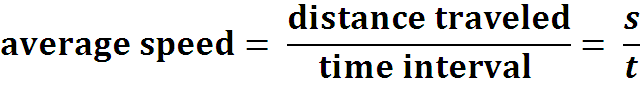 average speed = distance traveled / time interval = s / t